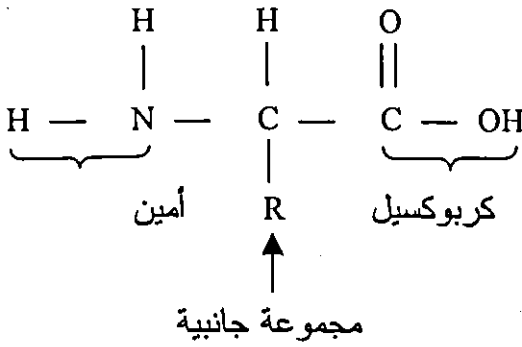 H H O
H — N — C — C — OH
أمين R كربوكسيل
مجموعة جانبية